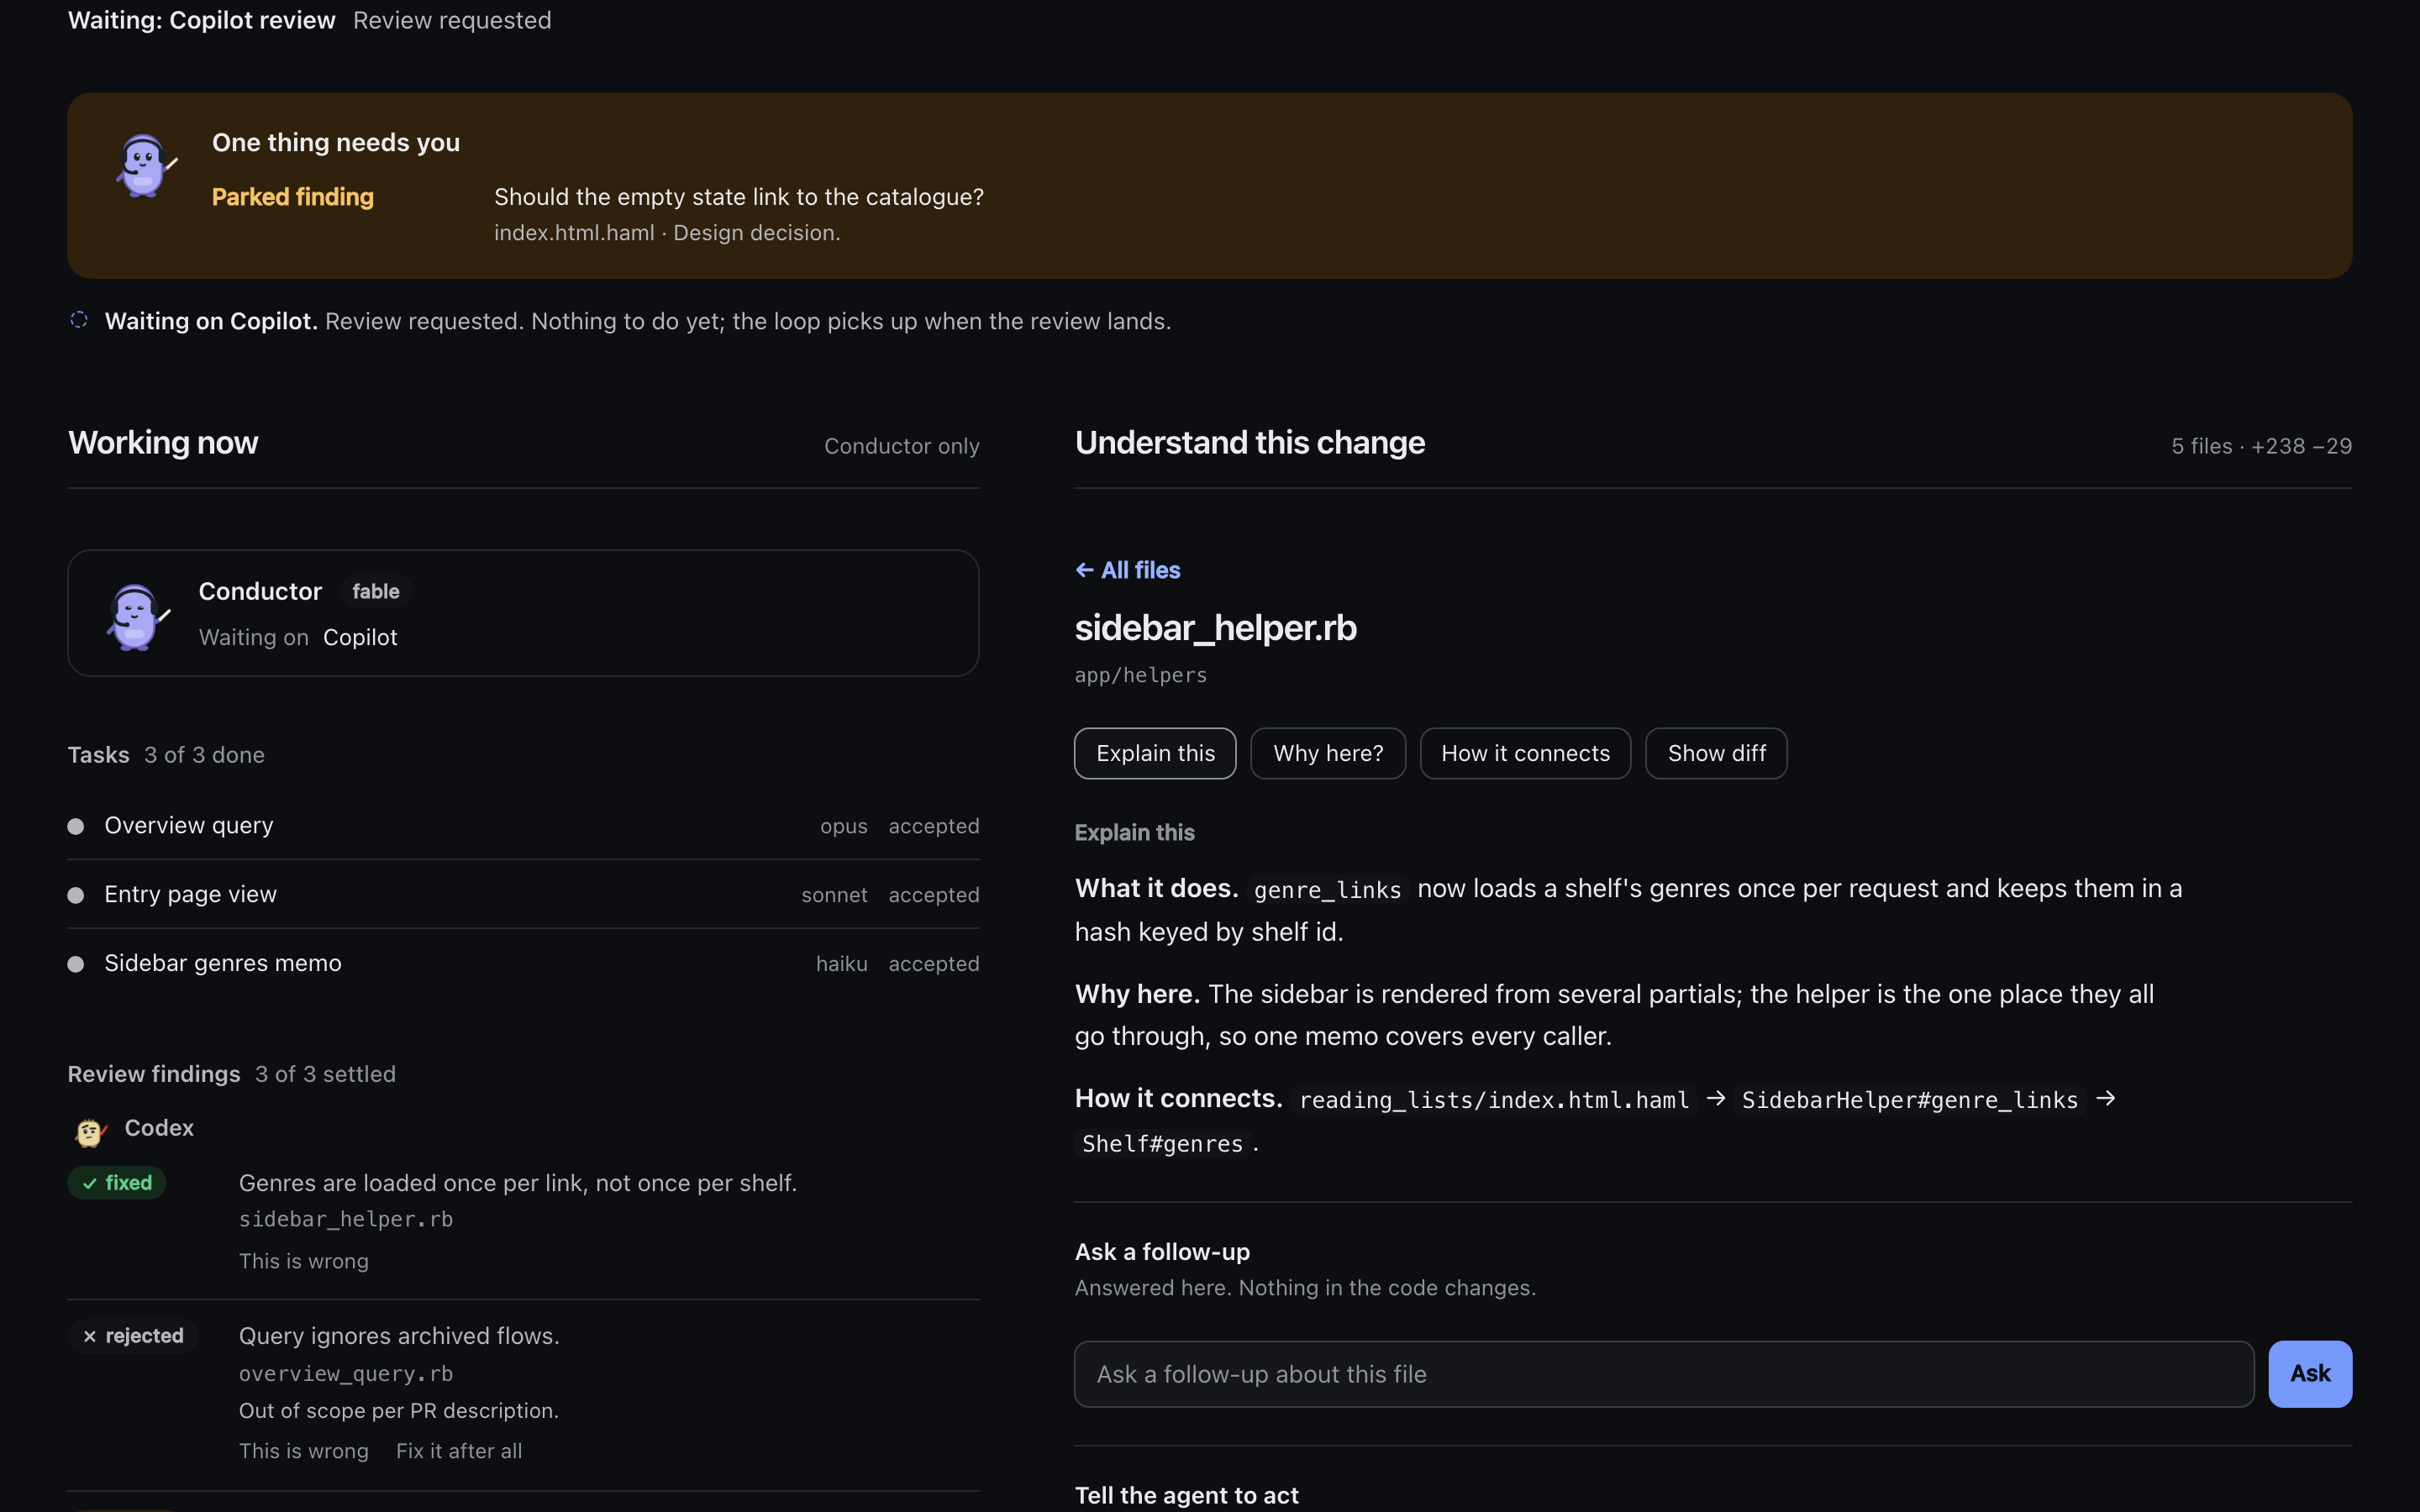 Waiting: Copilot review Review requested
One thing needs you
Parked finding Should the empty state link to the catalogue?
index.html.haml · Design decision.
Waiting on Copilot. Review requested. Nothing to do yet; the loop picks up when the review lands.
Working now Conductor only
Conductor fable
Waiting on Copilot
Tasks 3 of 3 done
Overview query opus accepted
Entry page view sonnet accepted
Sidebar genres memo haiku accepted
Review findings 3 of 3 settled
Codex
✓ fixed Genres are loaded once per link, not once per shelf.
sidebar_helper.rb
This is wrong
× rejected Query ignores archived flows.
overview_query.rb
Out of scope per PR description.
This is wrong Fix it after all
Understand this change 5 files · +238 −29
← All files
sidebar_helper.rb
app/helpers
Explain this Why here? How it connects Show diff
Explain this
What it does. genre_links now loads a shelf's genres once per request and keeps them in a
hash keyed by shelf id.
Why here. The sidebar is rendered from several partials; the helper is the one place they all
go through, so one memo covers every caller.
How it connects. reading_lists/index.html.haml → SidebarHelper#genre_links →
Shelf#genres.
Ask a follow-up
Answered here. Nothing in the code changes.
Ask a follow-up about this file Ask
Tell the agent to act